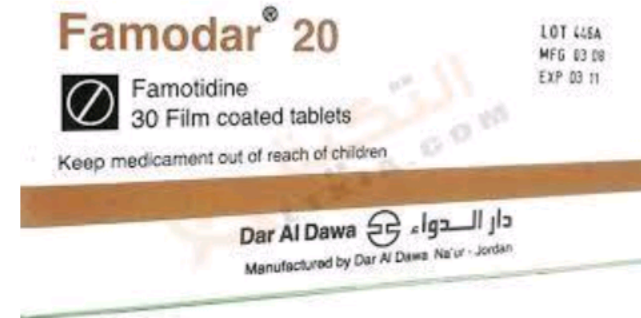 Famodar® 20
LOT 445A
MFG 03 08
EXP 03 11
Famotidine
30 Film coated tablets
Keep medicament out of reach of children
Dar Al Dawa دار الدواء
Manufactured by Dar Al Dawa Na'ur - Jordan